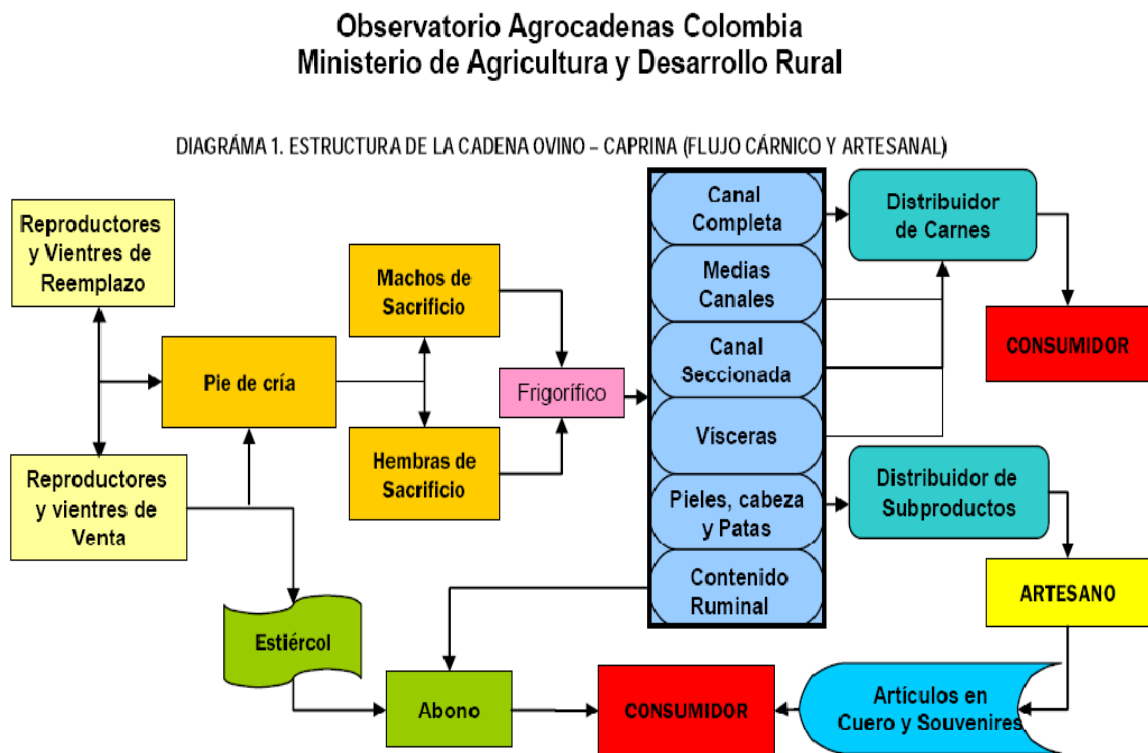 Observatorio Agrocadenas Colombia
Ministerio de Agricultura y Desarrollo Rural
DIAGRÁMA 1. ESTRUCTURA DE LA CADENA OVINO – CAPRINA (FLUJO CÁRNICO Y ARTESANAL)
Reproductores
y Vientres de
Reemplazo
Reproductores
y vientres de
Venta
Pie de cría
Machos de
Sacrificio
Hembras de
Sacrificio
Frigorífico
Canal
Completa
Medias
Canales
Canal
Seccionada
Vísceras
Pieles, cabeza
y Patas
Contenido
Ruminal
Distribuidor
de Carnes
CONSUMIDOR
Distribuidor de
Subproductos
ARTESANO
Estiércol
Abono
CONSUMIDOR
Artículos en
Cuero y Souvenires